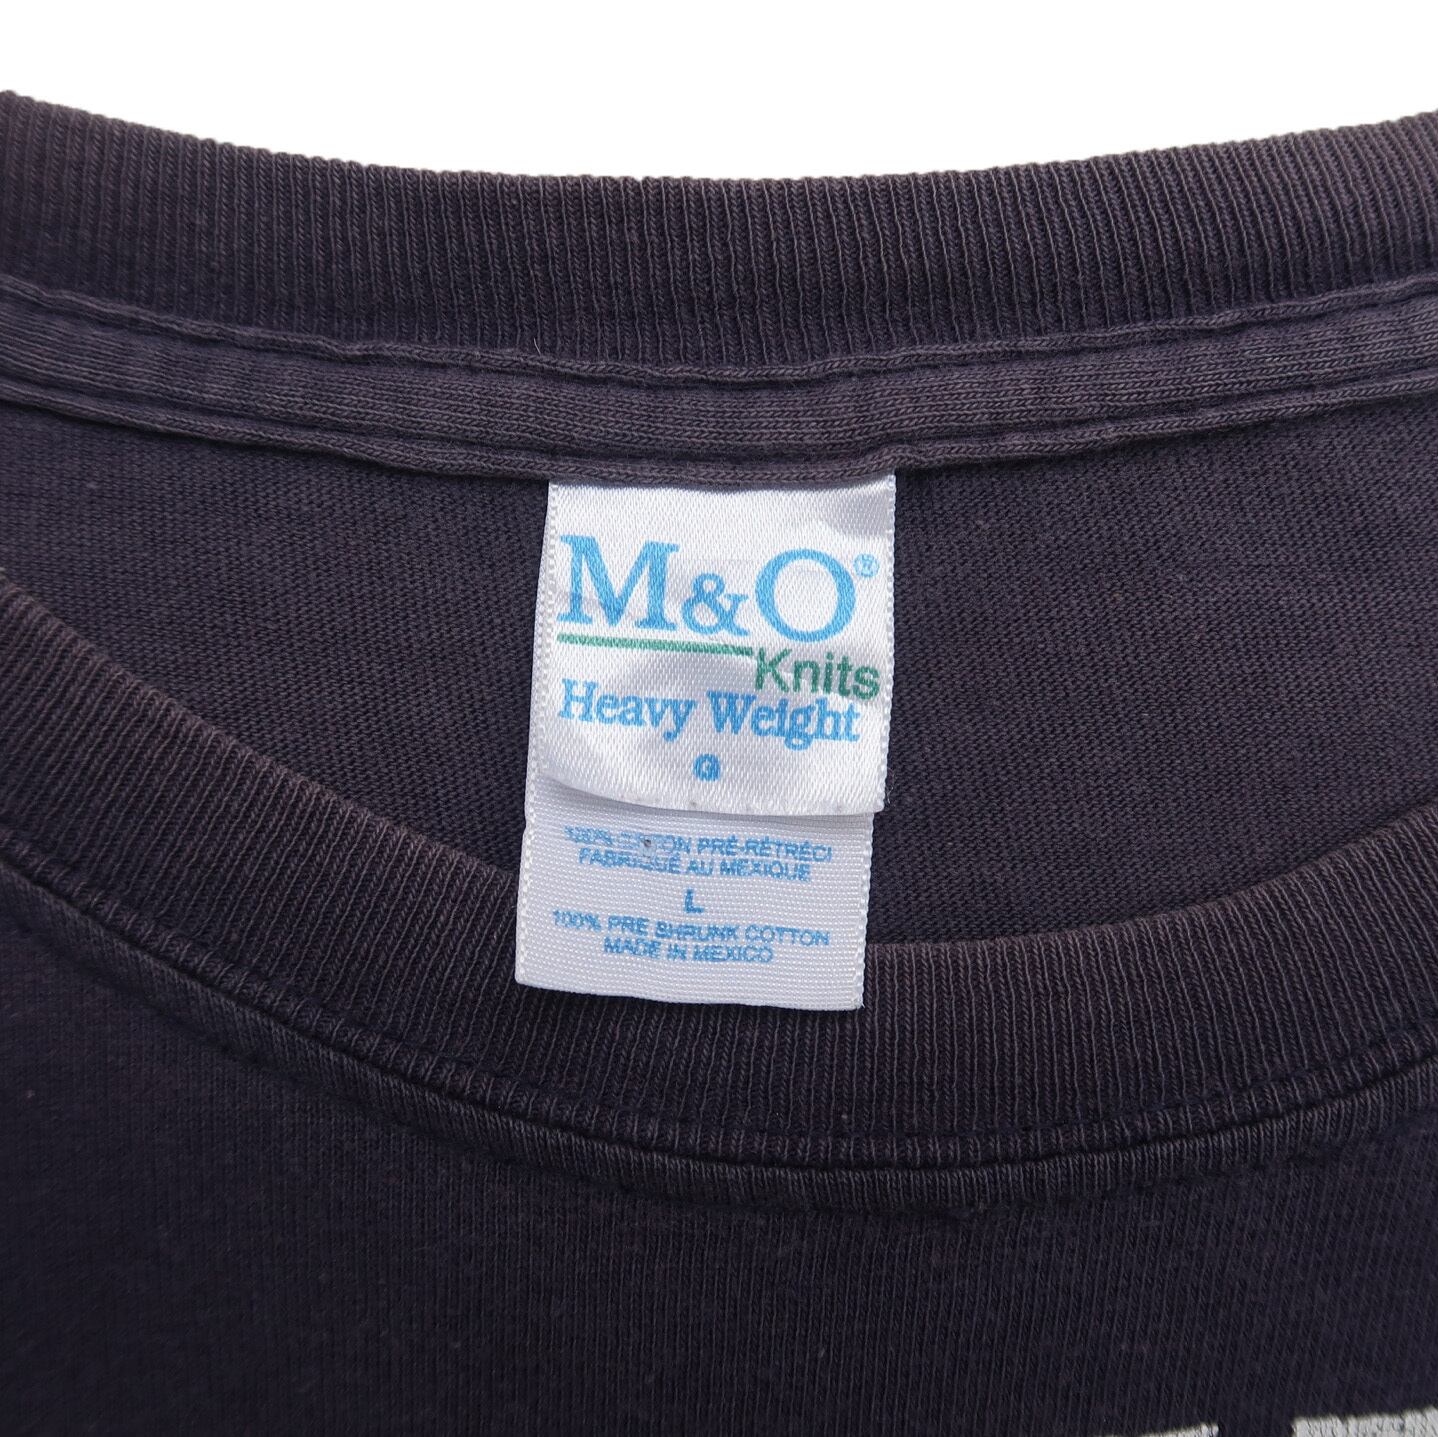 M&O®
Knits
Heavy Weight
G
100% COTON PRÉ-RÉTRÉCI
FABRIQUÉ AU MEXIQUE
L
100% PRE SHRUNK COTTON
MADE IN MEXICO